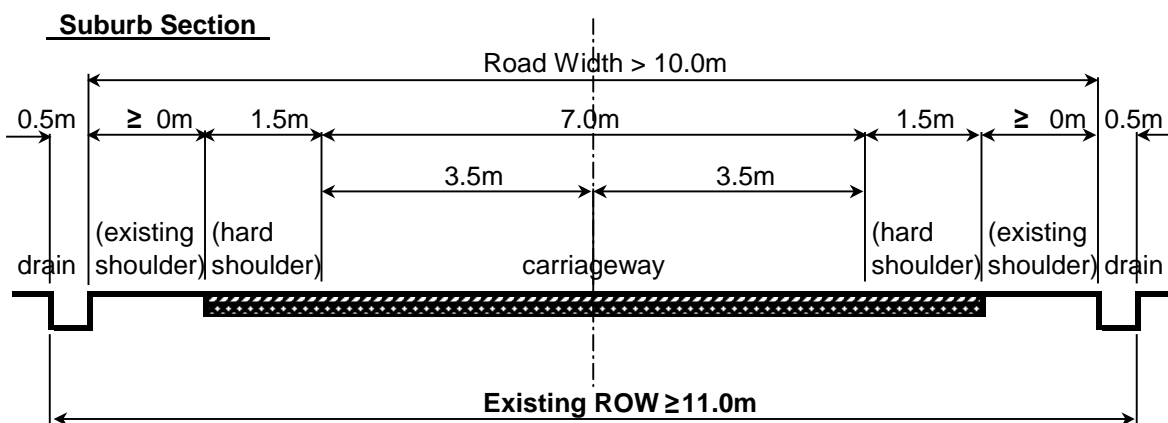 Suburb Section
Road Width > 10.0m
0.5m ≥ 0m 1.5m 7.0m 1.5m ≥ 0m 0.5m
3.5m 3.5m
(existing (hard (hard (existing
drain shoulder) shoulder) carriageway shoulder) shoulder) drain
Existing ROW ≥11.0m